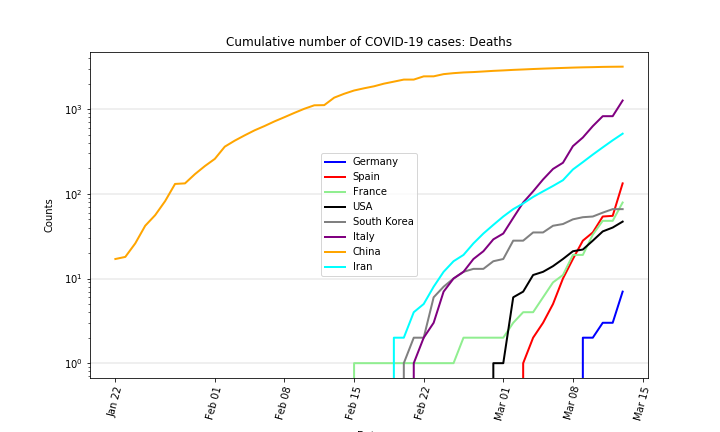 Cumulative number of COVID-19 cases: Deaths
Counts
10³
10²
10¹
10⁰
Germany
Spain
France
USA
South Korea
Italy
China
Iran
Jan 22
Feb 01
Feb 08
Feb 15
Feb 22
Mar 01
Mar 08
Mar 15